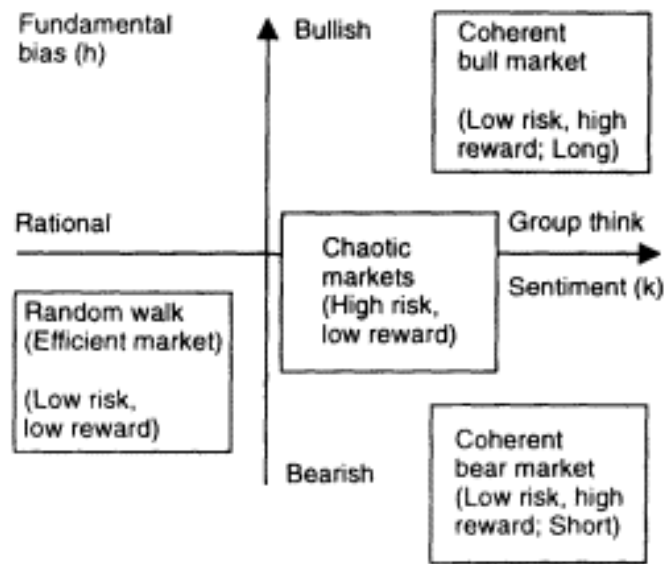 Fundamental
bias (h)
Bullish
Coherent
bull market
(Low risk, high
reward; Long)
Rational
Group think
Sentiment (k)
Chaotic
markets
(High risk,
low reward)
Random walk
(Efficient market)
(Low risk,
low reward)
Bearish
Coherent
bear market
(Low risk, high
reward; Short)